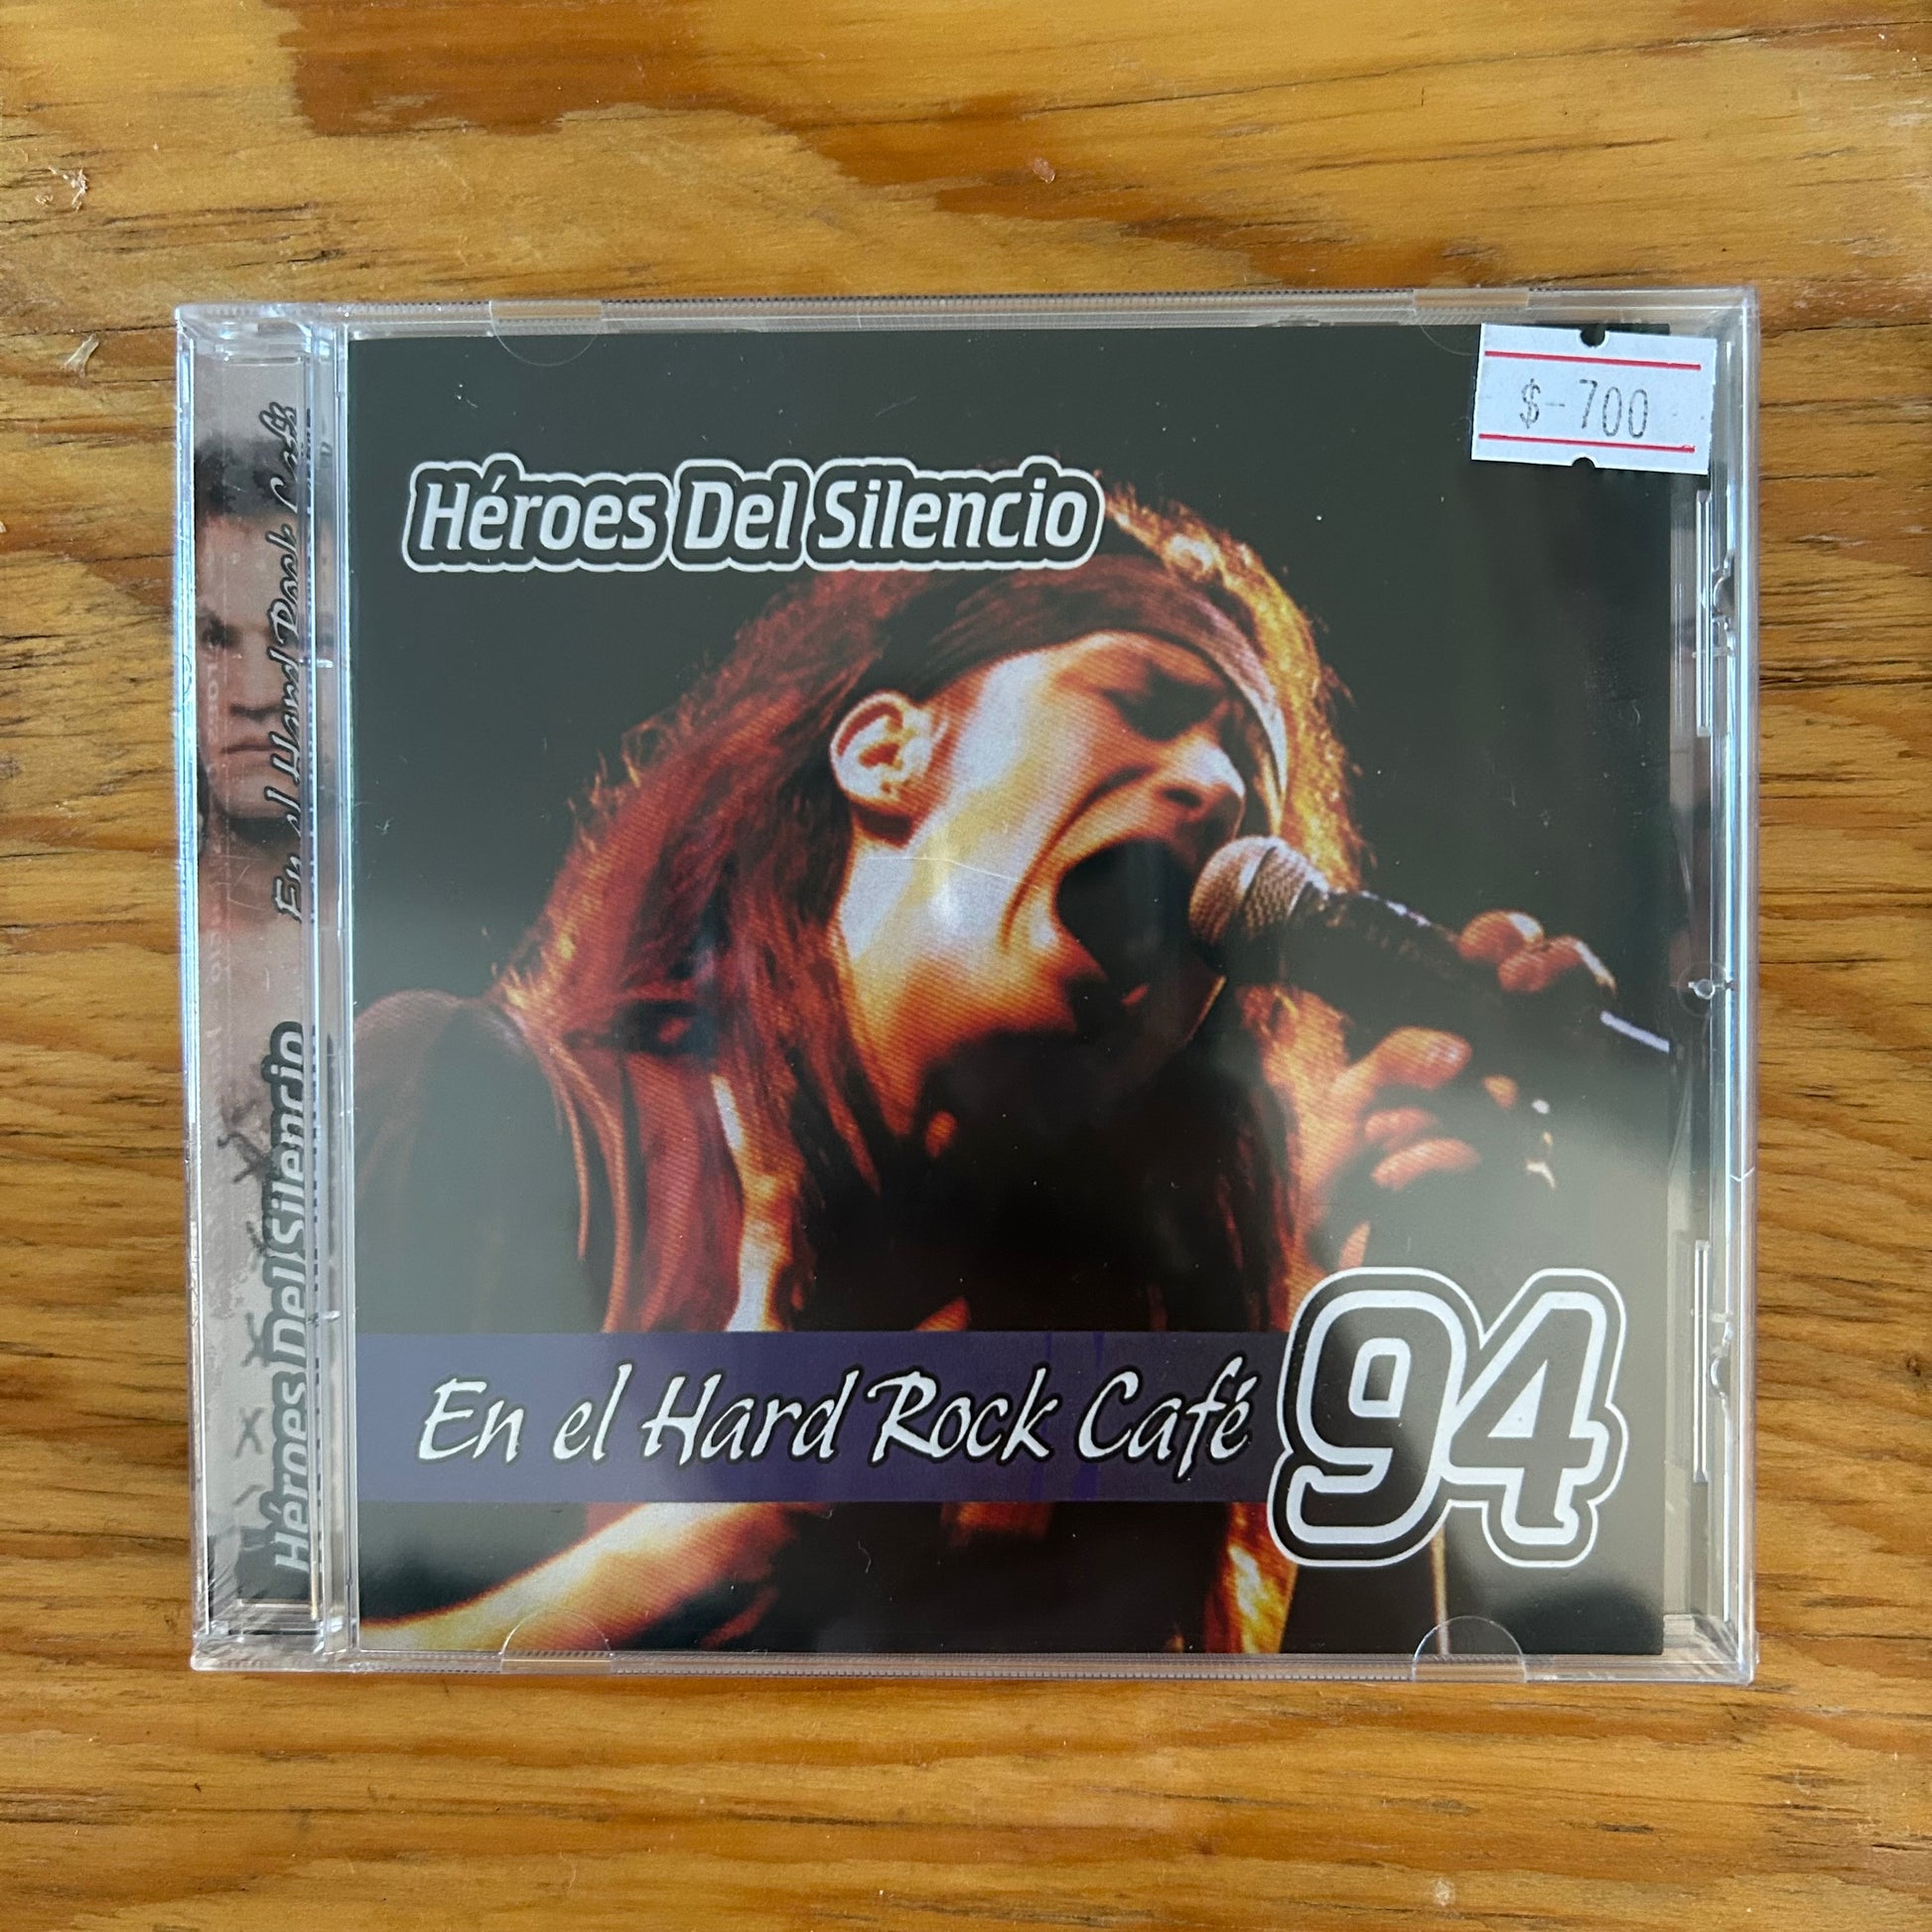 $-700
Héroes Del Silencio
En el Hard Rock Café 94
En el Hard Rock Café
Héroes Del Silencio